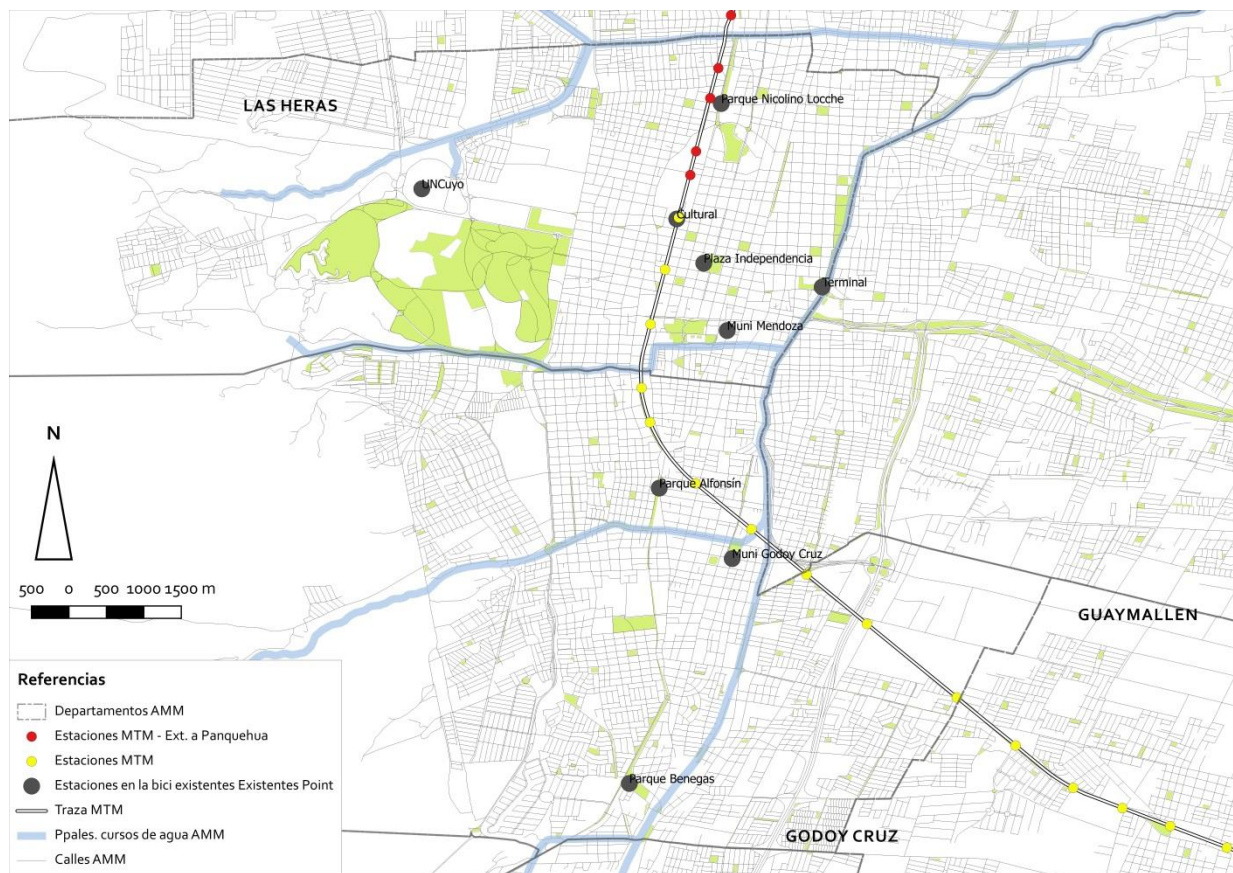 LAS HERAS
Parque Nicolino Locche
UNCuyo
Cultural
Plaza Independencia
Terminal
Muni Mendoza
N
Parque Alfonsín
Muni Godoy Cruz
500 0 500 1000 1500 m
GUAYMALLEN
Referencias
Departamentos AMM
Estaciones MTM - Ext. a Panquehua
Estaciones MTM
Estaciones en la bici existentes Existentes Point
Traza MTM
Ppales. cursos de agua AMM
Calles AMM
Parque Benegas
GODOY CRUZ